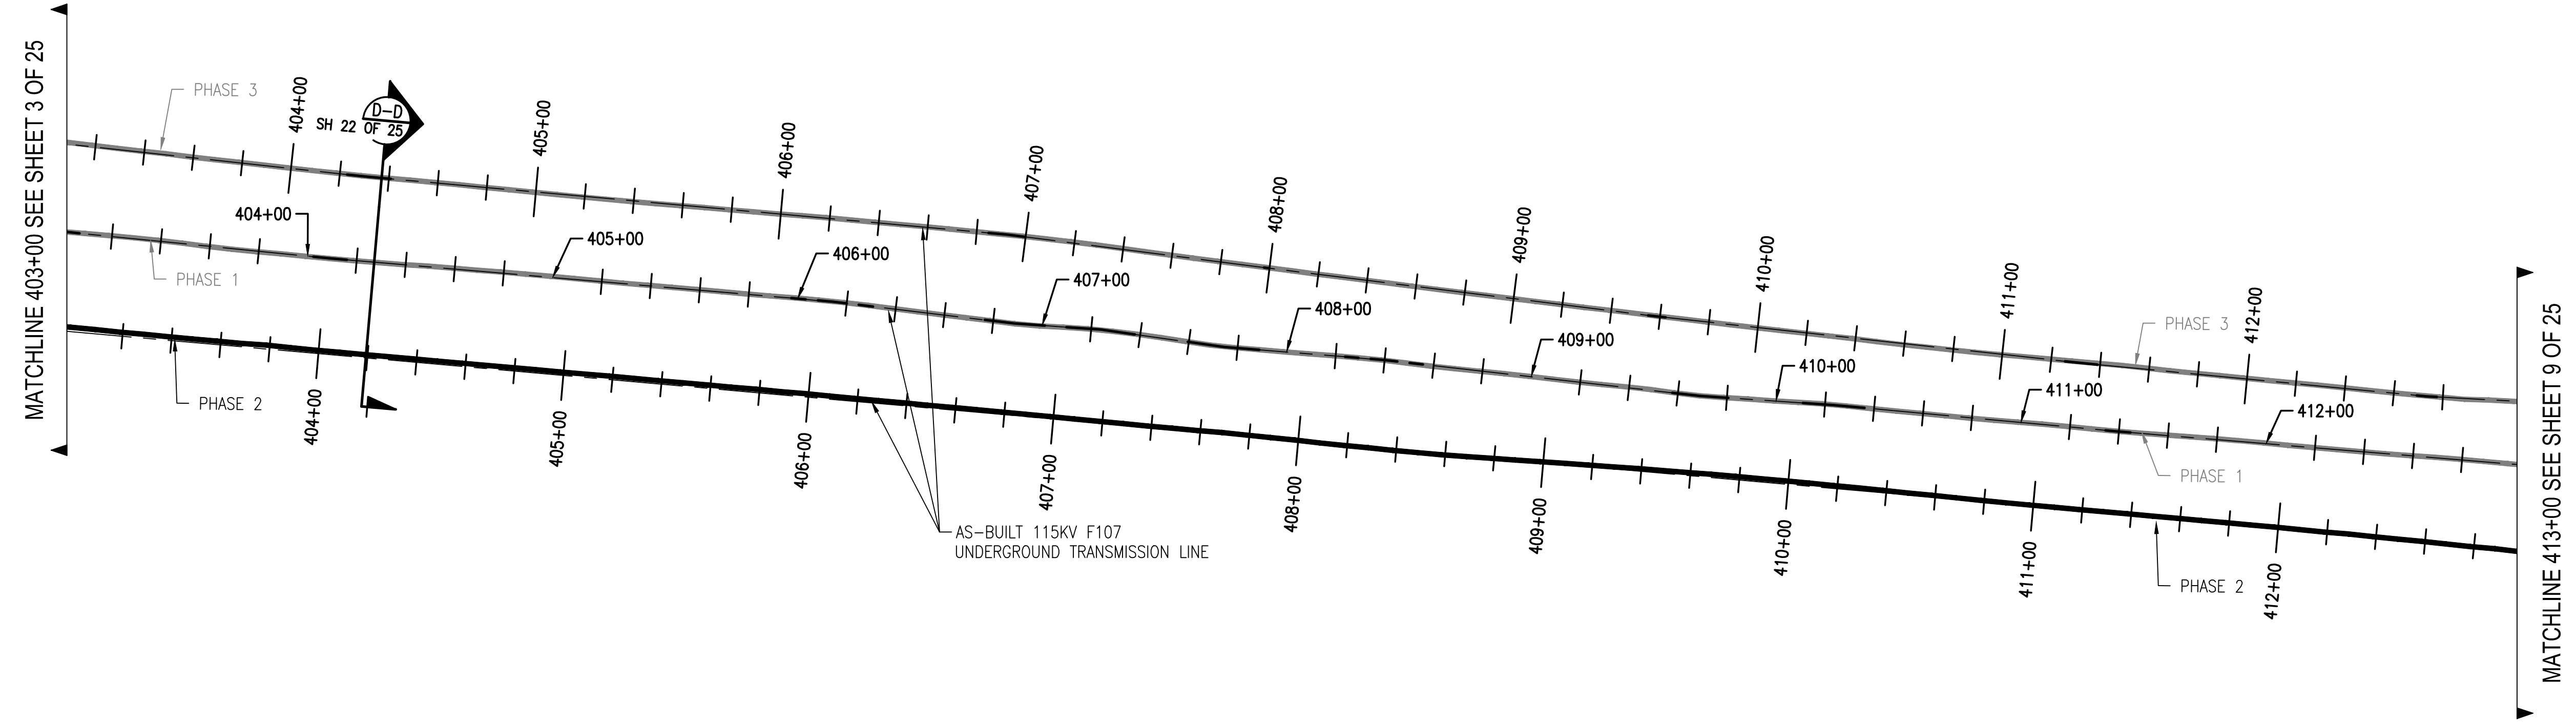 MATCHLINE 403+00 SEE SHEET 3 OF 25
PHASE 3
404+00
D-D
SH 22 OF 25
405+00
406+00
407+00
408+00
409+00
410+00
411+00
412+00
PHASE 3
404+00
405+00
406+00
407+00
408+00
409+00
410+00
411+00
412+00
PHASE 1
PHASE 1
PHASE 2
404+00
405+00
406+00
407+00
408+00
409+00
410+00
411+00
412+00
PHASE 2
AS-BUILT 115KV F107
UNDERGROUND TRANSMISSION LINE
MATCHLINE 413+00 SEE SHEET 9 OF 25